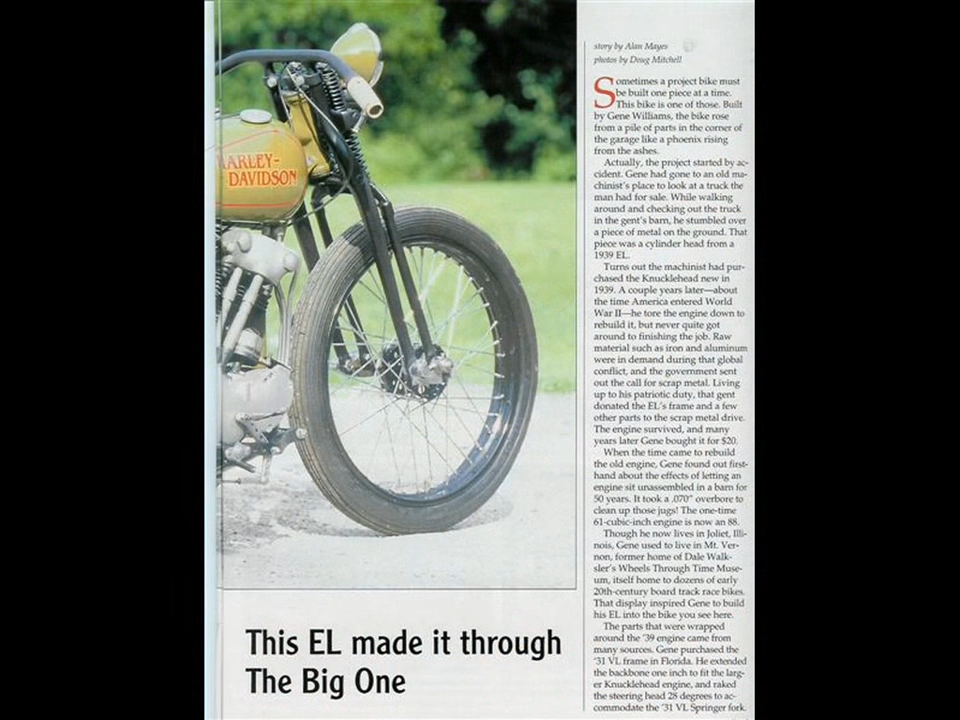 HARLEY-
DAVIDSON
This EL made it through
The Big One
story by Alan Mayes
photos by Doug Mitchell
Sometimes a project bike must
be built one piece at a time.
This bike is one of those. Built
by Gene Williams, the bike rose
from a pile of parts in the corner of
the garage like a phoenix rising
from the ashes.
Actually, the project started by ac-
cident. Gene had gone to an old ma-
chinist's place to look at a truck the
man had for sale. While walking
around and checking out the truck
in the gent's barn, he stumbled over
a piece of metal on the ground. That
piece was a cylinder head from a
1939 EL.
Turns out the machinist had pur-
chased the Knucklehead new in
1939. A couple years later—about
the time America entered World
War II—he tore the engine down to
rebuild it, but never quite got
around to finishing the job. Raw
material such as iron and aluminum
were in demand during that global
conflict, and the government sent
out the call for scrap metal. Living
up to his patriotic duty, that gent
donated the EL's frame and a few
other parts to the scrap metal drive.
The engine survived, and many
years later Gene bought it for $20.
When the time came to rebuild
the old engine, Gene found out first-
hand about the effects of letting an
engine sit unassembled in a barn for
50 years. It took a .070" overbore to
clean up those jugs! The one-time
61-cubic-inch engine is now an 88.
Though he now lives in Joliet, Illi-
nois, Gene used to live in Mt. Ver-
non, former home of Dale Walk-
sler's Wheels Through Time Muse-
um, itself home to dozens of early
20th-century board track race bikes.
That display inspired Gene to build
his EL into the bike you see here.
The parts that were wrapped
around the '39 engine came from
many sources. Gene purchased the
'31 VL frame in Florida. He extended
the backbone one inch to fit the larg-
er Knucklehead engine, and raked
the steering head 28 degrees to ac-
commodate the '31 VL Springer fork.